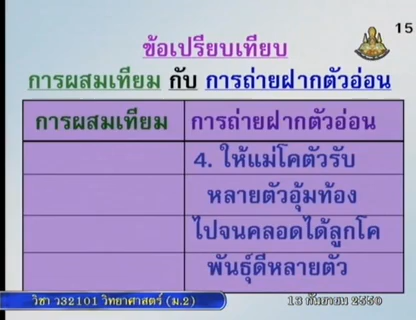 15
ข้อเปรียบเทียบ
การผสมเทียม กับ การถ่ายฝากตัวอ่อน
การผสมเทียม การถ่ายฝากตัวอ่อน
4. ให้แม่โคตัวรับ
หลายตัวอุ้มท้อง
ไปจนคลอดได้ลูกโค
พันธุ์ดีหลายตัว
วิชา ว32101 วิทยาศาสตร์ (ม.2) 13 กันยายน 2550